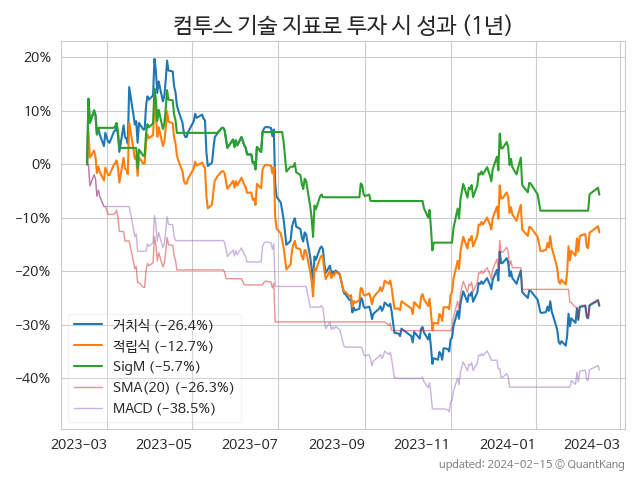 컴투스 기술 지표로 투자 시 성과 (1년)
20%
10%
0%
−10%
−20%
−30%
−40%
거치식 (−26.4%)
적립식 (−12.7%)
SigM (−5.7%)
SMA(20) (−26.3%)
MACD (−38.5%)
2023−03 2023−05 2023−07 2023−09 2023−11 2024−01 2024−03
updated: 2024−02−15 © QuantKang